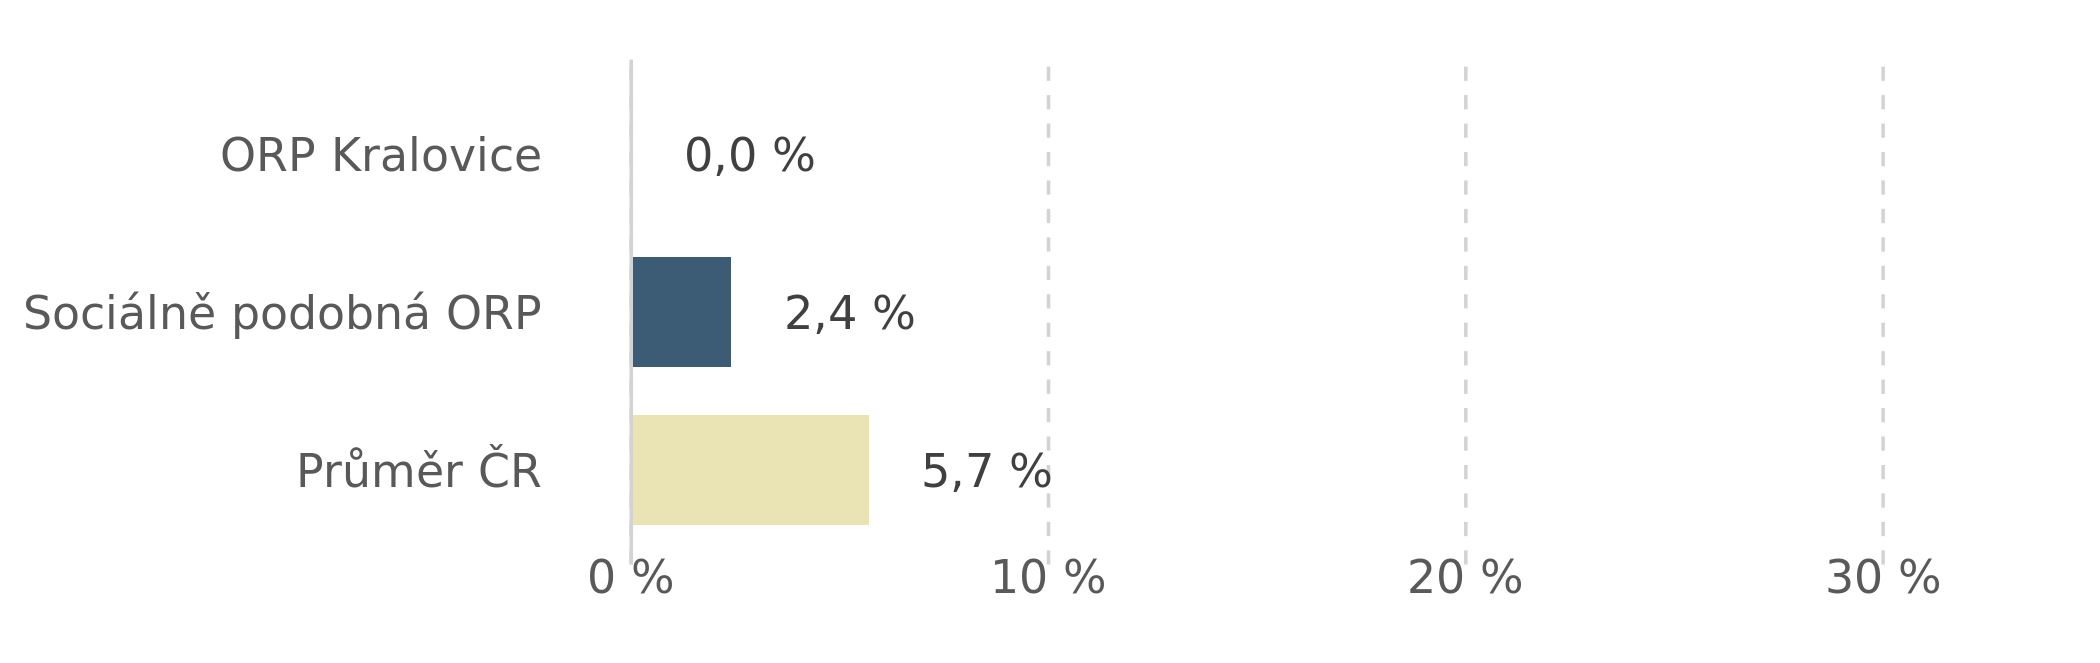 ORP Kralovice 0,0 %
Sociálně podobná ORP 2,4 %
Průměr ČR 5,7 %
0 % 10 % 20 % 30 %